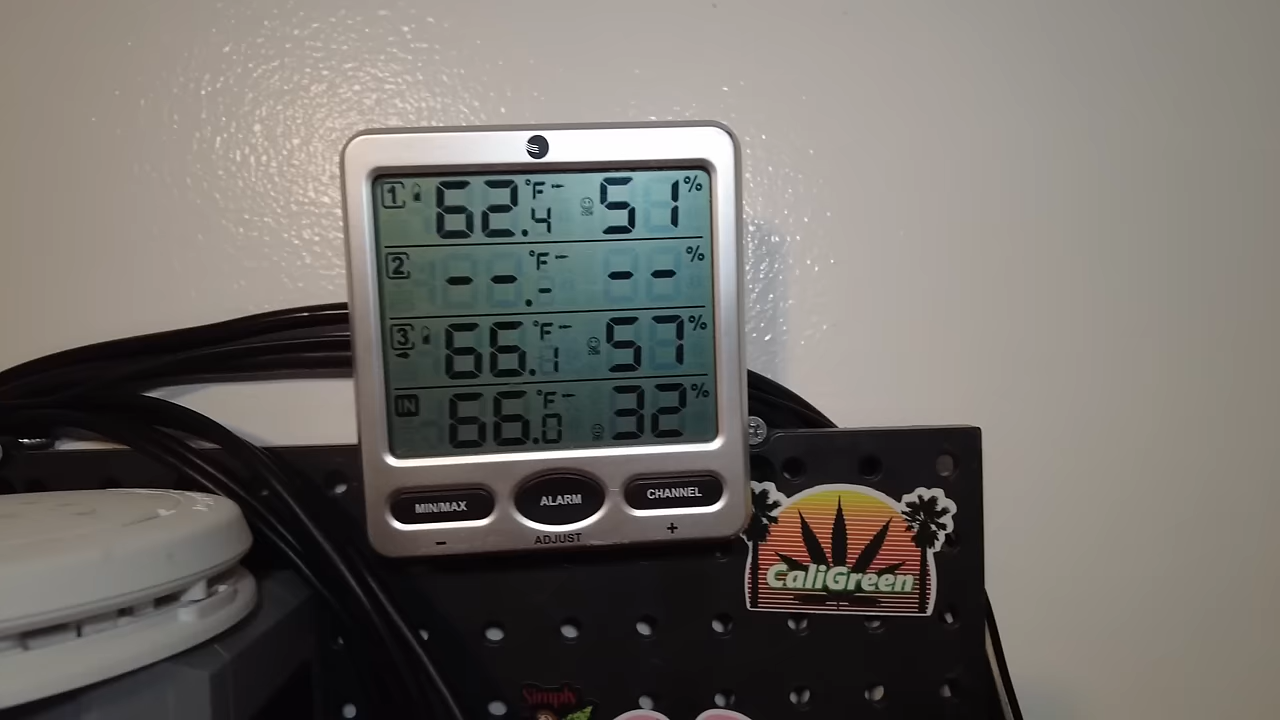 1 62.4 °F 51 %
2 --.- °F -- %
3 66.1 °F 57 %
IN 66.0 °F 32 %
MIN/MAX ALARM CHANNEL
- ADJUST +
CaliGreen
Simply